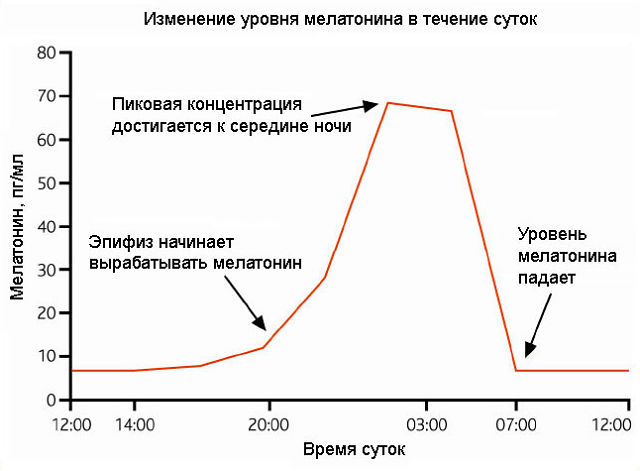 Изменение уровня мелатонина в течение суток
80
70
60
50
40
30
20
10
0
Мелатонин, пг/мл
Пиковая концентрация
достигается к середине ночи
Эпифиз начинает
вырабатывать мелатонин
Уровень
мелатонина
падает
12:00 14:00 20:00 03:00 07:00 12:00
Время суток